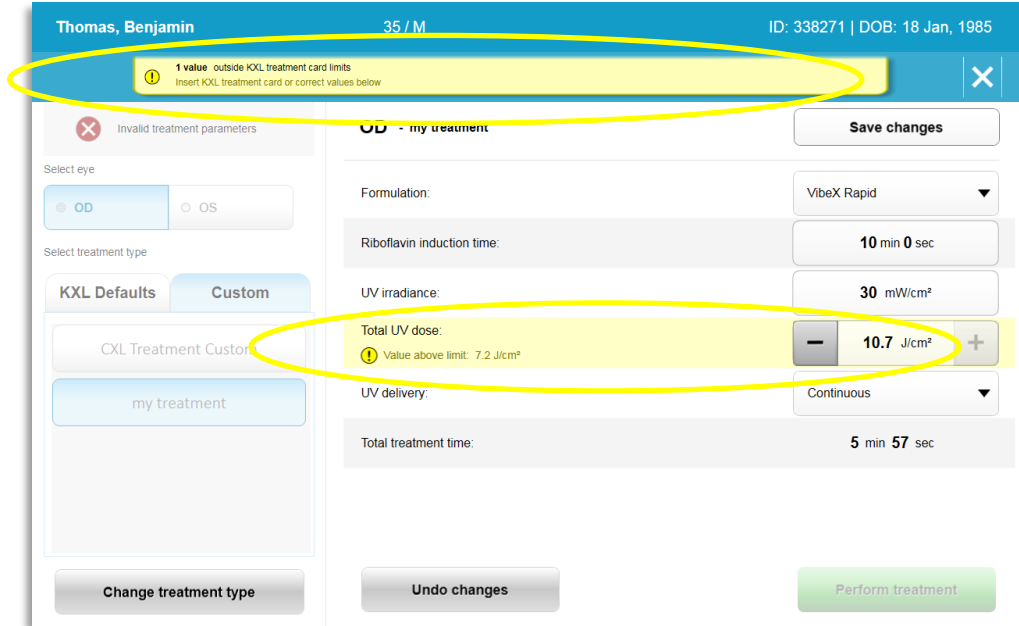 Thomas, Benjamin 35 / M ID: 338271 | DOB: 18 Jan, 1985
1 value outside KXL treatment card limits
Insert KXL treatment card or correct values below
Invalid treatment parameters
Select eye
OD OS
Select treatment type
KXL Defaults Custom
CXL Treatment Custom
my treatment
Change treatment type
OD - my treatment Save changes
Formulation: VibeX Rapid
Riboflavin induction time: 10 min 0 sec
UV irradiance: 30 mW/cm²
Total UV dose: 10.7 J/cm²
Value above limit: 7.2 J/cm²
UV delivery: Continuous
Total treatment time: 5 min 57 sec
Undo changes Perform treatment